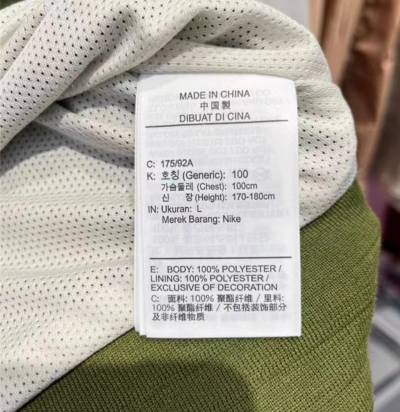 MADE IN CHINA
中国製
DIBUAT DI CINA
C: 175/92A
K: 호칭 (Generic): 100
가슴둘레 (Chest): 100cm
신 장 (Height): 170-180cm
IN: Ukuran: L
Merek Barang: Nike
E: BODY: 100% POLYESTER /
LINING: 100% POLYESTER /
EXCLUSIVE OF DECORATION
C: 面料: 100% 聚酯纤维 / 里料:
100% 聚酯纤维 / 不包括装饰部分
及非纤维物质